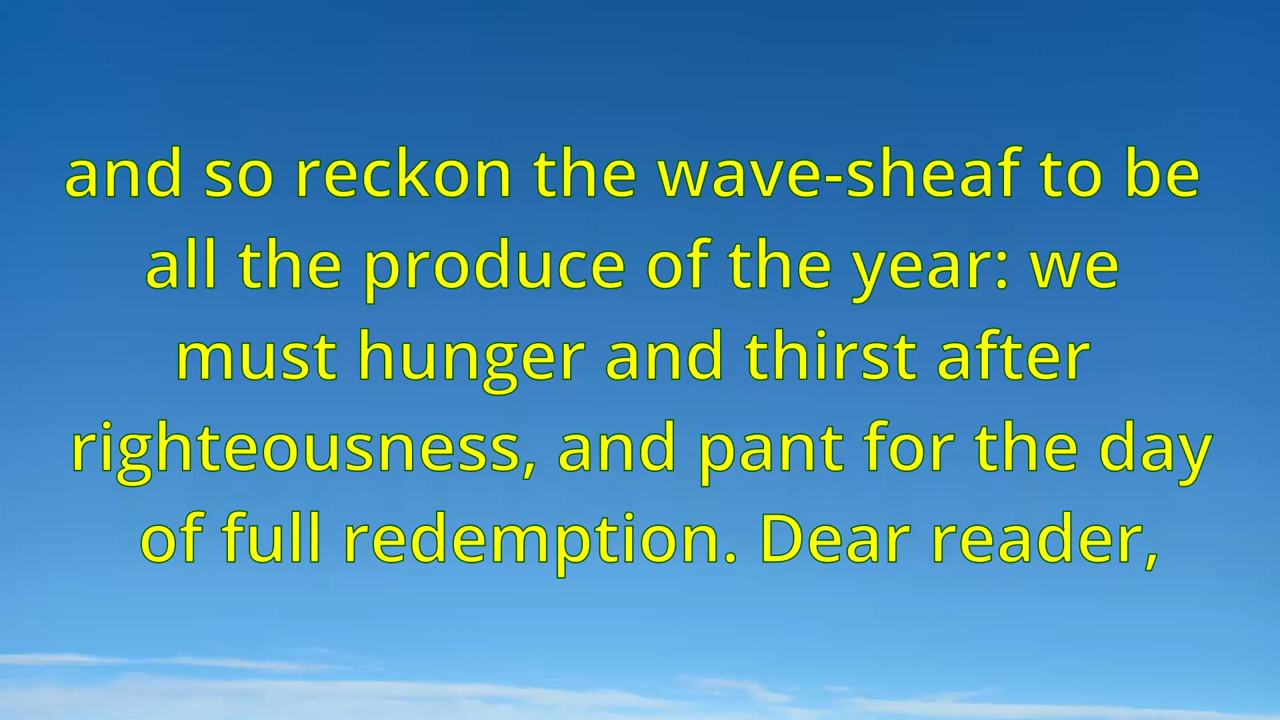 and so reckon the wave-sheaf to be
all the produce of the year: we
must hunger and thirst after
righteousness, and pant for the day
of full redemption. Dear reader,